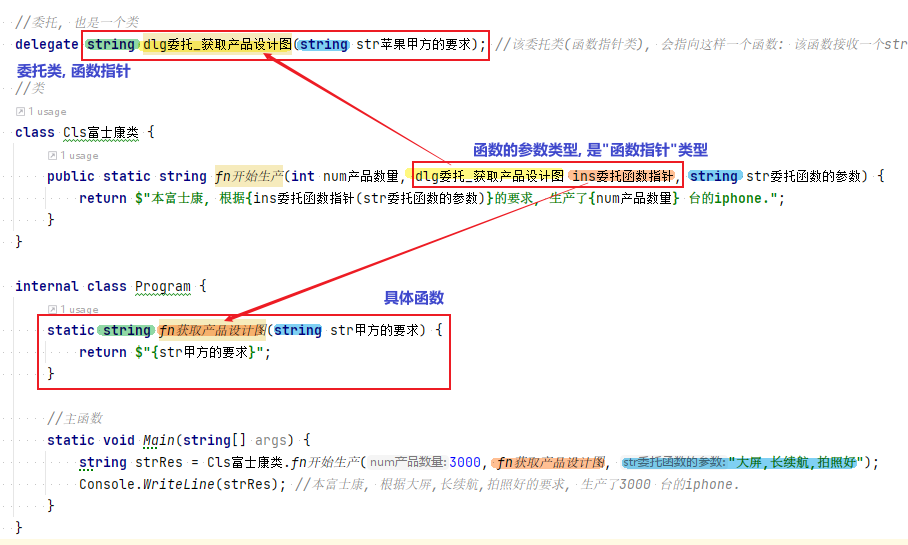 //委托, 也是一个类
delegate string dlg委托_获取产品设计图(string str苹果甲方的要求); //该委托类(函数指针类), 会指向这样一个函数: 该函数接收一个str
委托类, 函数指针
//类
1 usage
class Cls富士康类 {
函数的参数类型, 是"函数指针"类型
1 usage
public static string fn开始生产(int num产品数量, dlg委托_获取产品设计图 ins委托函数指针, string str委托函数的参数) {
return $"本富士康, 根据{ins委托函数指针(str委托函数的参数)}的要求, 生产了{num产品数量} 台的iphone.";
}
}
internal class Program {
具体函数
1 usage
static string fn获取产品设计图(string str甲方的要求) {
return $"{str甲方的要求}";
}
//主函数
static void Main(string[] args) {
string strRes = Cls富士康类.fn开始生产( num产品数量: 3000, fn获取产品设计图, str委托函数的参数: "大屏,长续航,拍照好");
Console.WriteLine(strRes); //本富士康, 根据大屏,长续航,拍照好的要求, 生产了3000 台的iphone.
}
}